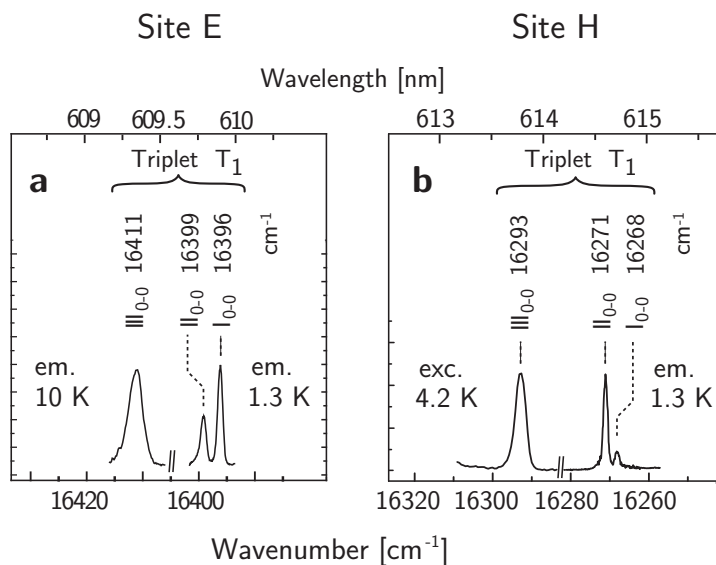 Site E
Site H
Wavelength [nm]
609 609.5 610
613 614 615
a
Triplet T₁
b
Triplet T₁
16411 16399 16396 cm⁻¹
16293 16271 16268 cm⁻¹
III₀₋₀ II₀₋₀ I₀₋₀
III₀₋₀ II₀₋₀ I₀₋₀
em.
10 K
em.
1.3 K
exc.
4.2 K
em.
1.3 K
16420 16400
16320 16300 16280 16260
Wavenumber [cm⁻¹]